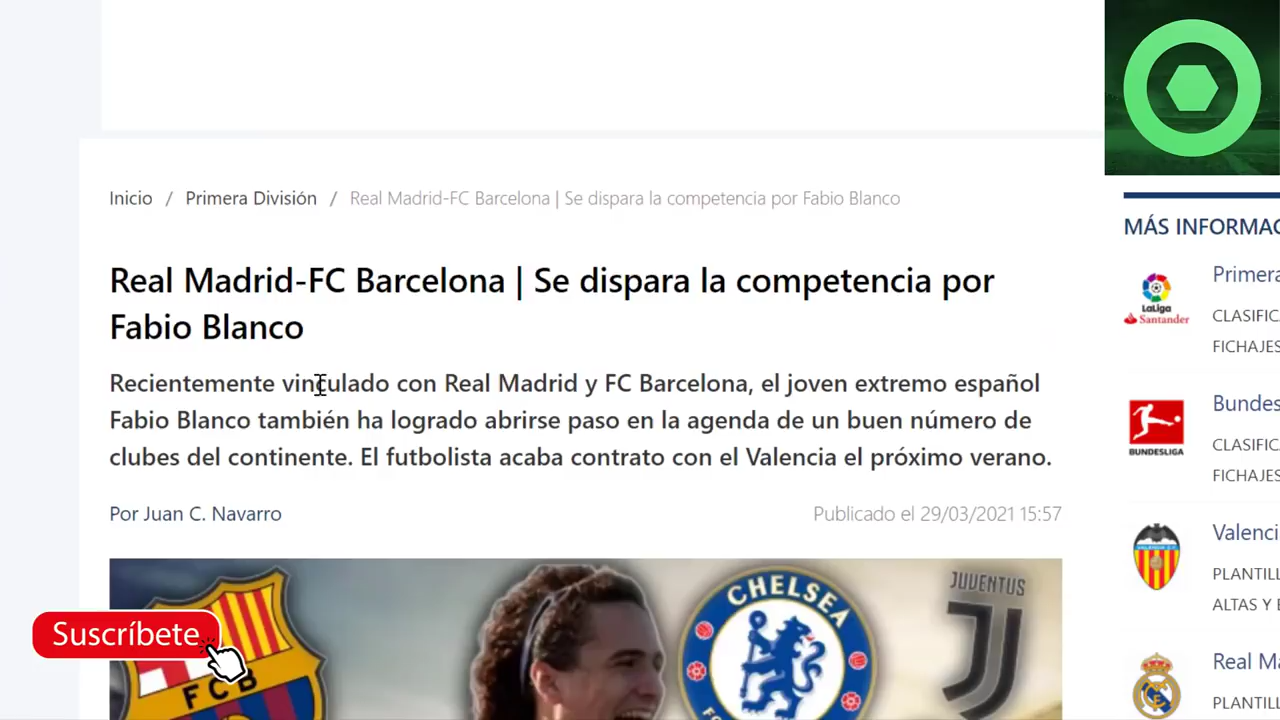 Inicio / Primera División / Real Madrid-FC Barcelona | Se dispara la competencia por Fabio Blanco
MÁS INFORMAC
Real Madrid-FC Barcelona | Se dispara la competencia por
Fabio Blanco
Recientemente vinculado con Real Madrid y FC Barcelona, el joven extremo español
Fabio Blanco también ha logrado abrirse paso en la agenda de un buen número de
clubes del continente. El futbolista acaba contrato con el Valencia el próximo verano.
Por Juan C. Navarro
Publicado el 29/03/2021 15:57
LaLiga
Santander
Primera
CLASIFIC
FICHAJES
BUNDESLIGA
Bundes
CLASIFIC
FICHAJES
Valenci
PLANTILL
ALTAS Y B
Real Ma
PLANTILL
Suscríbete
FCB
CHELSEA
FO
JUVENTUS